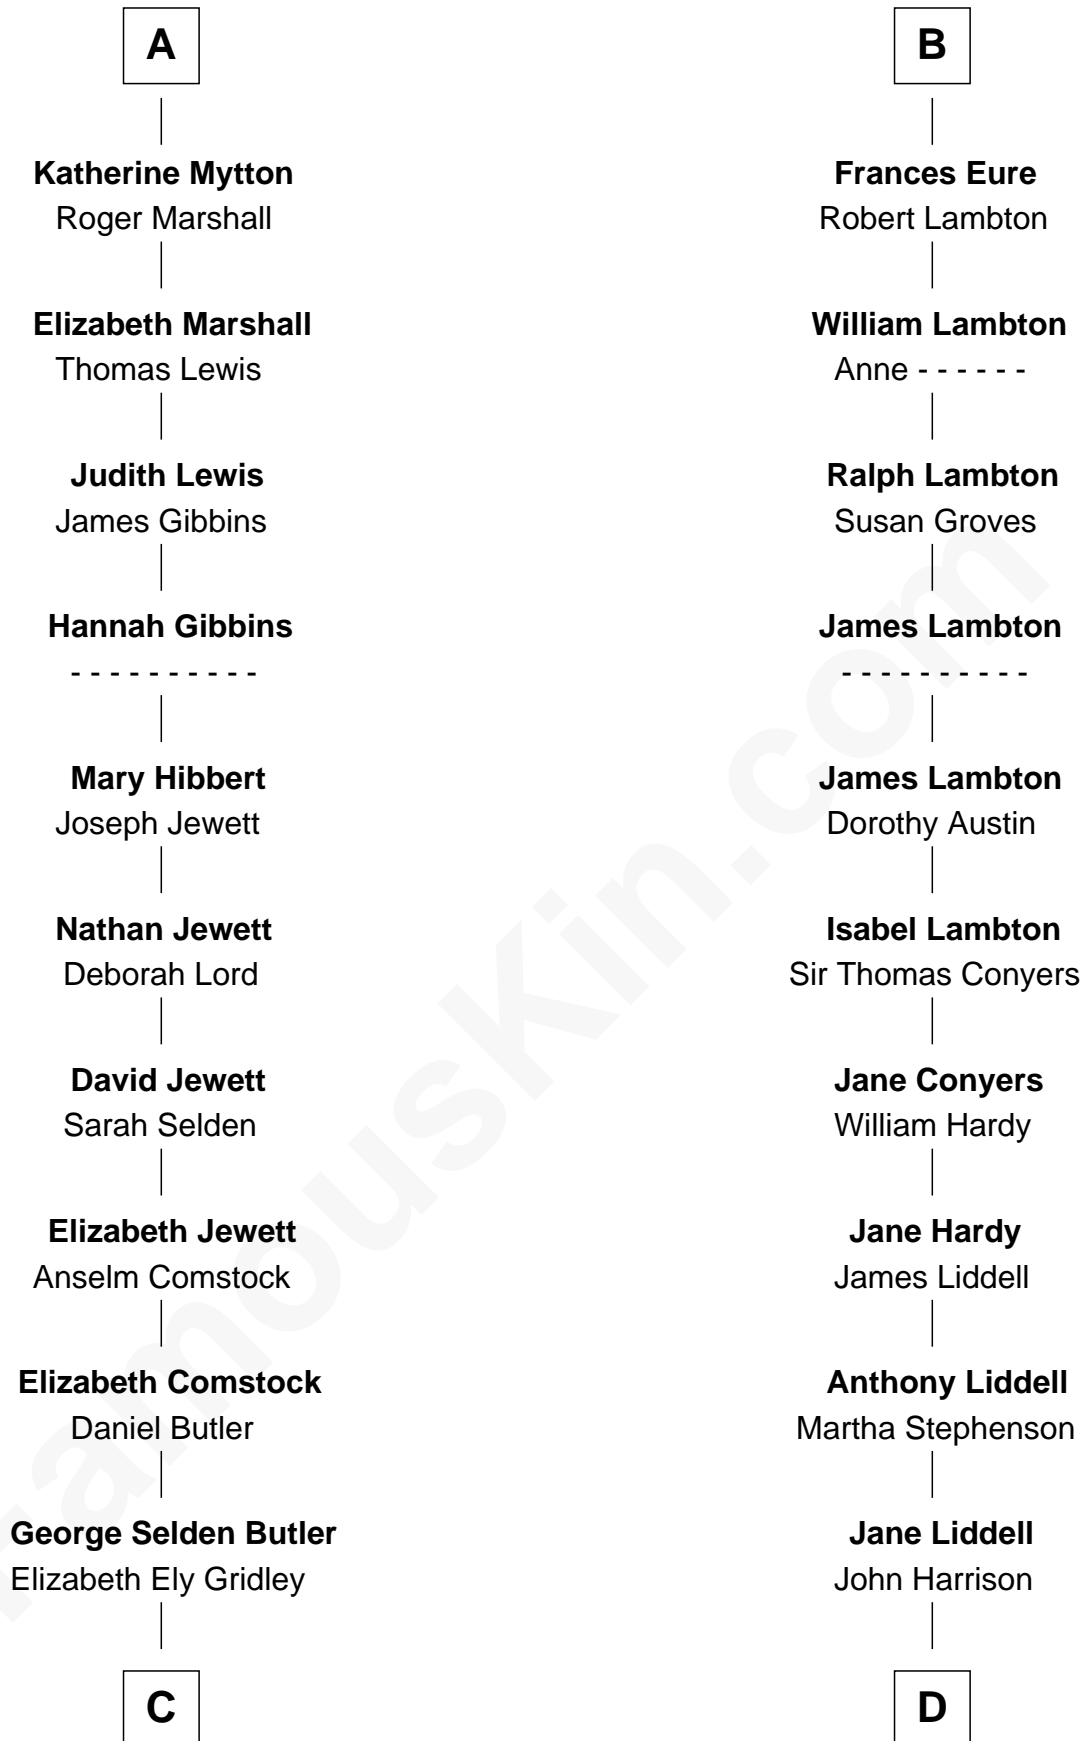 A
Katherine Mytton
Roger Marshall
Elizabeth Marshall
Thomas Lewis
Judith Lewis
James Gibbins
Hannah Gibbins
- - - - - - - - - -
Mary Hibbert
Joseph Jewett
Nathan Jewett
Deborah Lord
David Jewett
Sarah Selden
Elizabeth Jewett
Anselm Comstock
Elizabeth Comstock
Daniel Butler
George Selden Butler
Elizabeth Ely Gridley
C
B
Frances Eure
Robert Lambton
William Lambton
Anne - - - - - -
Ralph Lambton
Susan Groves
James Lambton
- - - - - - - - - -
James Lambton
Dorothy Austin
Isabel Lambton
Sir Thomas Conyers
Jane Conyers
William Hardy
Jane Hardy
James Liddell
Anthony Liddell
Martha Stephenson
Jane Liddell
John Harrison
D
FamousKin.com